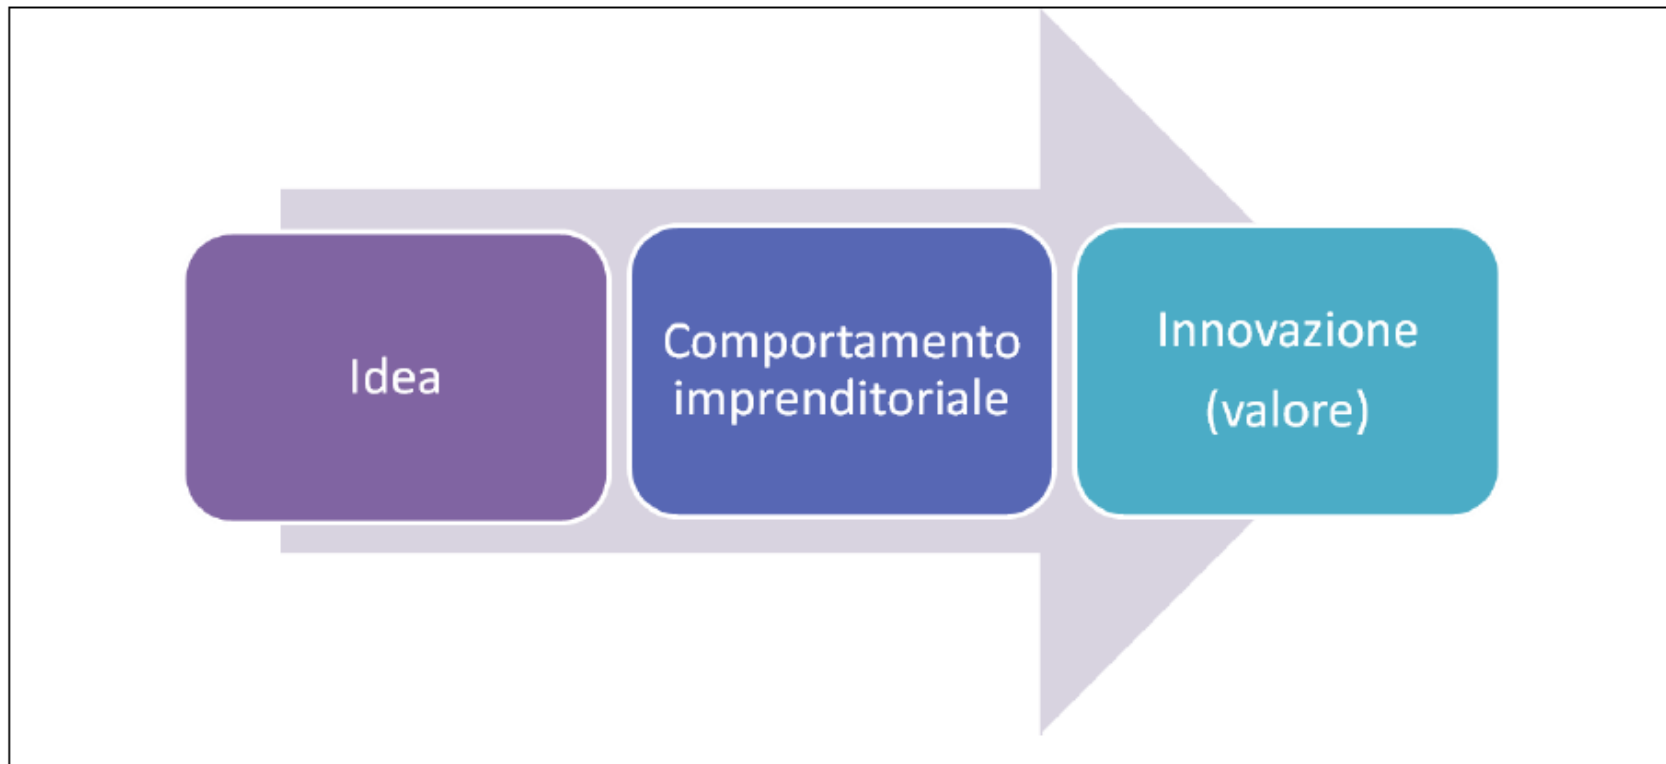 Idea
Comportamento
imprenditoriale
Innovazione
(valore)